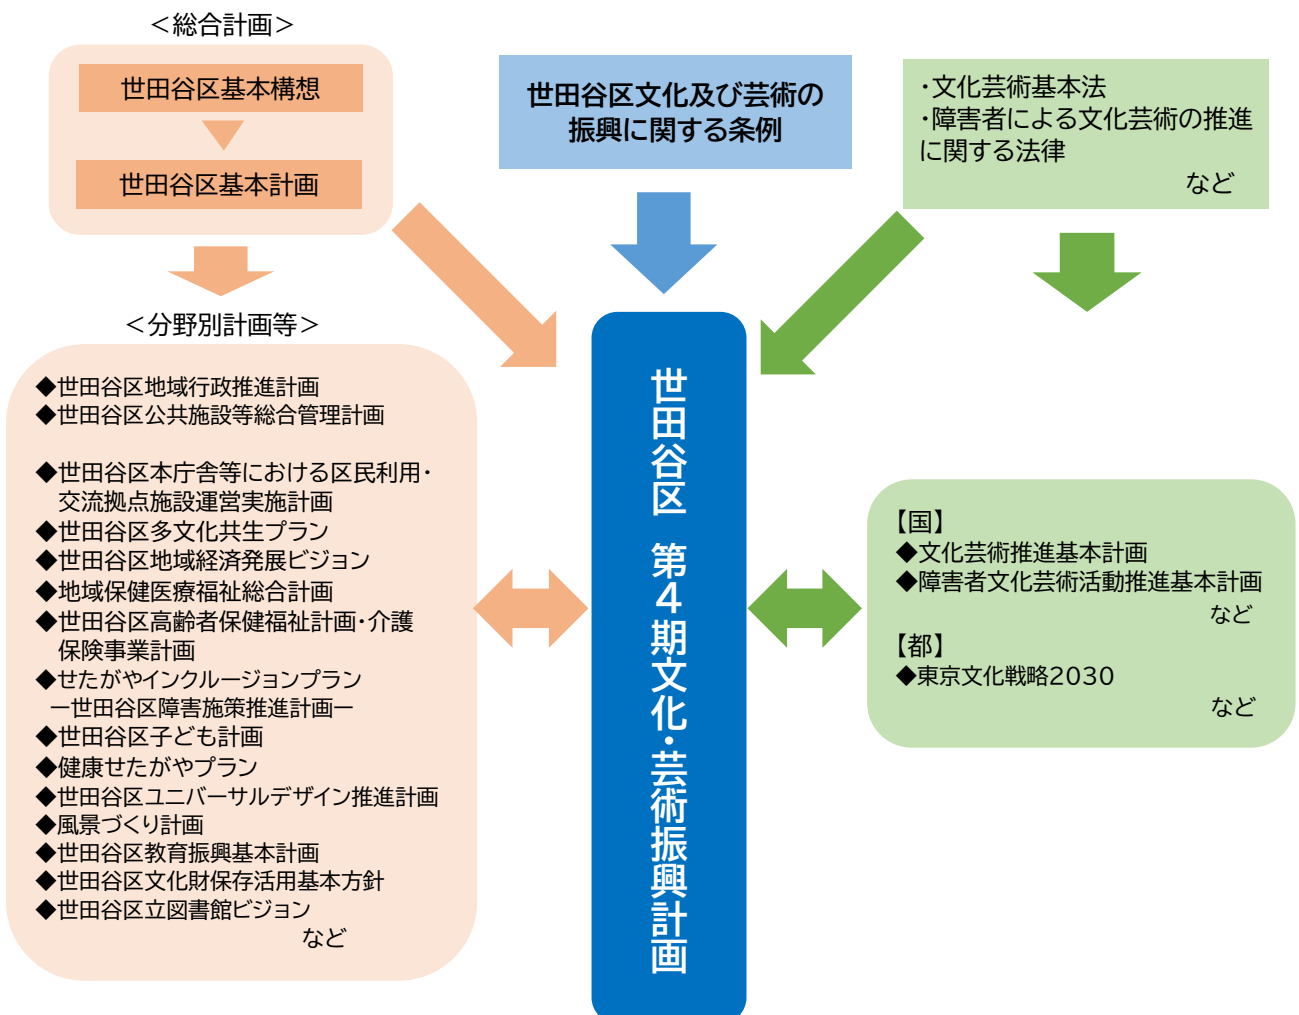 ＜総合計画＞
世田谷区基本構想
世田谷区基本計画
世田谷区文化及び芸術の
振興に関する条例
・文化芸術基本法
・障害者による文化芸術の推進
に関する法律
など
＜分野別計画等＞
◆世田谷区地域行政推進計画
◆世田谷区公共施設等総合管理計画
◆世田谷区本庁舎等における区民利用・
交流拠点施設運営実施計画
◆世田谷区多文化共生プラン
◆世田谷区地域経済発展ビジョン
◆地域保健医療福祉総合計画
◆世田谷区高齢者保健福祉計画・介護
保険事業計画
◆せたがやインクルージョンプラン
－世田谷区障害施策推進計画－
◆世田谷区子ども計画
◆健康せたがやプラン
◆世田谷区ユニバーサルデザイン推進計画
◆風景づくり計画
◆世田谷区教育振興基本計画
◆世田谷区文化財保存活用基本方針
◆世田谷区立図書館ビジョン
など
世田谷区　第４期文化・芸術振興計画
【国】
◆文化芸術推進基本計画
◆障害者文化芸術活動推進基本計画
など
【都】
◆東京文化戦略2030
など